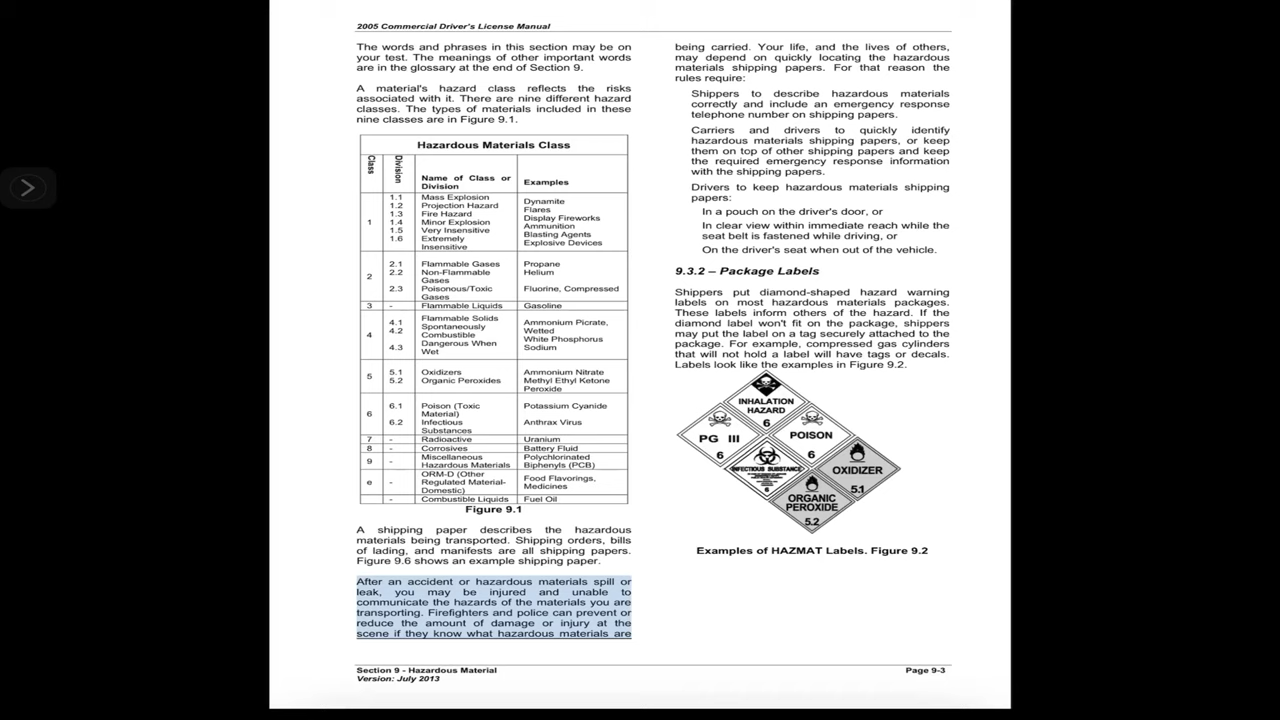 2005 Commercial Driver's License Manual
The words and phrases in this section may be on
your test. The meanings of other important words
are in the glossary at the end of Section 9.
A material's hazard class reflects the risks
associated with it. There are nine different hazard
classes. The types of materials included in these
nine classes are in Figure 9.1.
Hazardous Materials Class
Class Division Name of Class or Division Examples
1
1.1 Mass Explosion Dynamite
1.2 Projection Hazard Flares
1.3 Fire Hazard Display Fireworks
1.4 Minor Explosion Ammunition
1.5 Very Insensitive Blasting Agents
1.6 Extremely Insensitive Explosive Devices
2
2.1 Flammable Gases Propane
2.2 Non-Flammable Gases Helium
2.3 Poisonous/Toxic Gases Fluorine, Compressed
3 - Flammable Liquids Gasoline
4
4.1 Flammable Solids Ammonium Picrate, Wetted
4.2 Spontaneously Combustible White Phosphorus
4.3 Dangerous When Wet Sodium
5
5.1 Oxidizers Ammonium Nitrate
5.2 Organic Peroxides Methyl Ethyl Ketone Peroxide
6
6.1 Poison (Toxic Material) Potassium Cyanide
6.2 Infectious Substances Anthrax Virus
7 - Radioactive Uranium
8 - Corrosives Battery Fluid
9 - Miscellaneous Hazardous Materials Polychlorinated Biphenyls (PCB)
e - ORM-D (Other Regulated Material-Domestic) Food Flavorings, Medicines
- Combustible Liquids Fuel Oil
Figure 9.1
A shipping paper describes the hazardous
materials being transported. Shipping orders, bills
of lading, and manifests are all shipping papers.
Figure 9.6 shows an example shipping paper.
After an accident or hazardous materials spill or
leak, you may be injured and unable to
communicate the hazards of the materials you are
transporting. Firefighters and police can prevent or
reduce the amount of damage or injury at the
scene if they know what hazardous materials are
being carried. Your life, and the lives of others,
may depend on quickly locating the hazardous
materials shipping papers. For that reason the
rules require:
Shippers to describe hazardous materials
correctly and include an emergency response
telephone number on shipping papers.
Carriers and drivers to quickly identify
hazardous materials shipping papers, or keep
them on top of other shipping papers and keep
the required emergency response information
with the shipping papers.
Drivers to keep hazardous materials shipping
papers:
In a pouch on the driver's door, or
In clear view within immediate reach while the
seat belt is fastened while driving, or
On the driver's seat when out of the vehicle.
9.3.2 – Package Labels
Shippers put diamond-shaped hazard warning
labels on most hazardous materials packages.
These labels inform others of the hazard. If the
diamond label won't fit on the package, shippers
may put the label on a tag securely attached to the
package. For example, compressed gas cylinders
that will not hold a label will have tags or decals.
Labels look like the examples in Figure 9.2.
INHALATION
HAZARD
6
PG III
6
POISON
6
INFECTIOUS SUBSTANCE
6
OXIDIZER
5.1
ORGANIC
PEROXIDE
5.2
Examples of HAZMAT Labels. Figure 9.2
Section 9 - Hazardous Material
Version: July 2013
Page 9-3